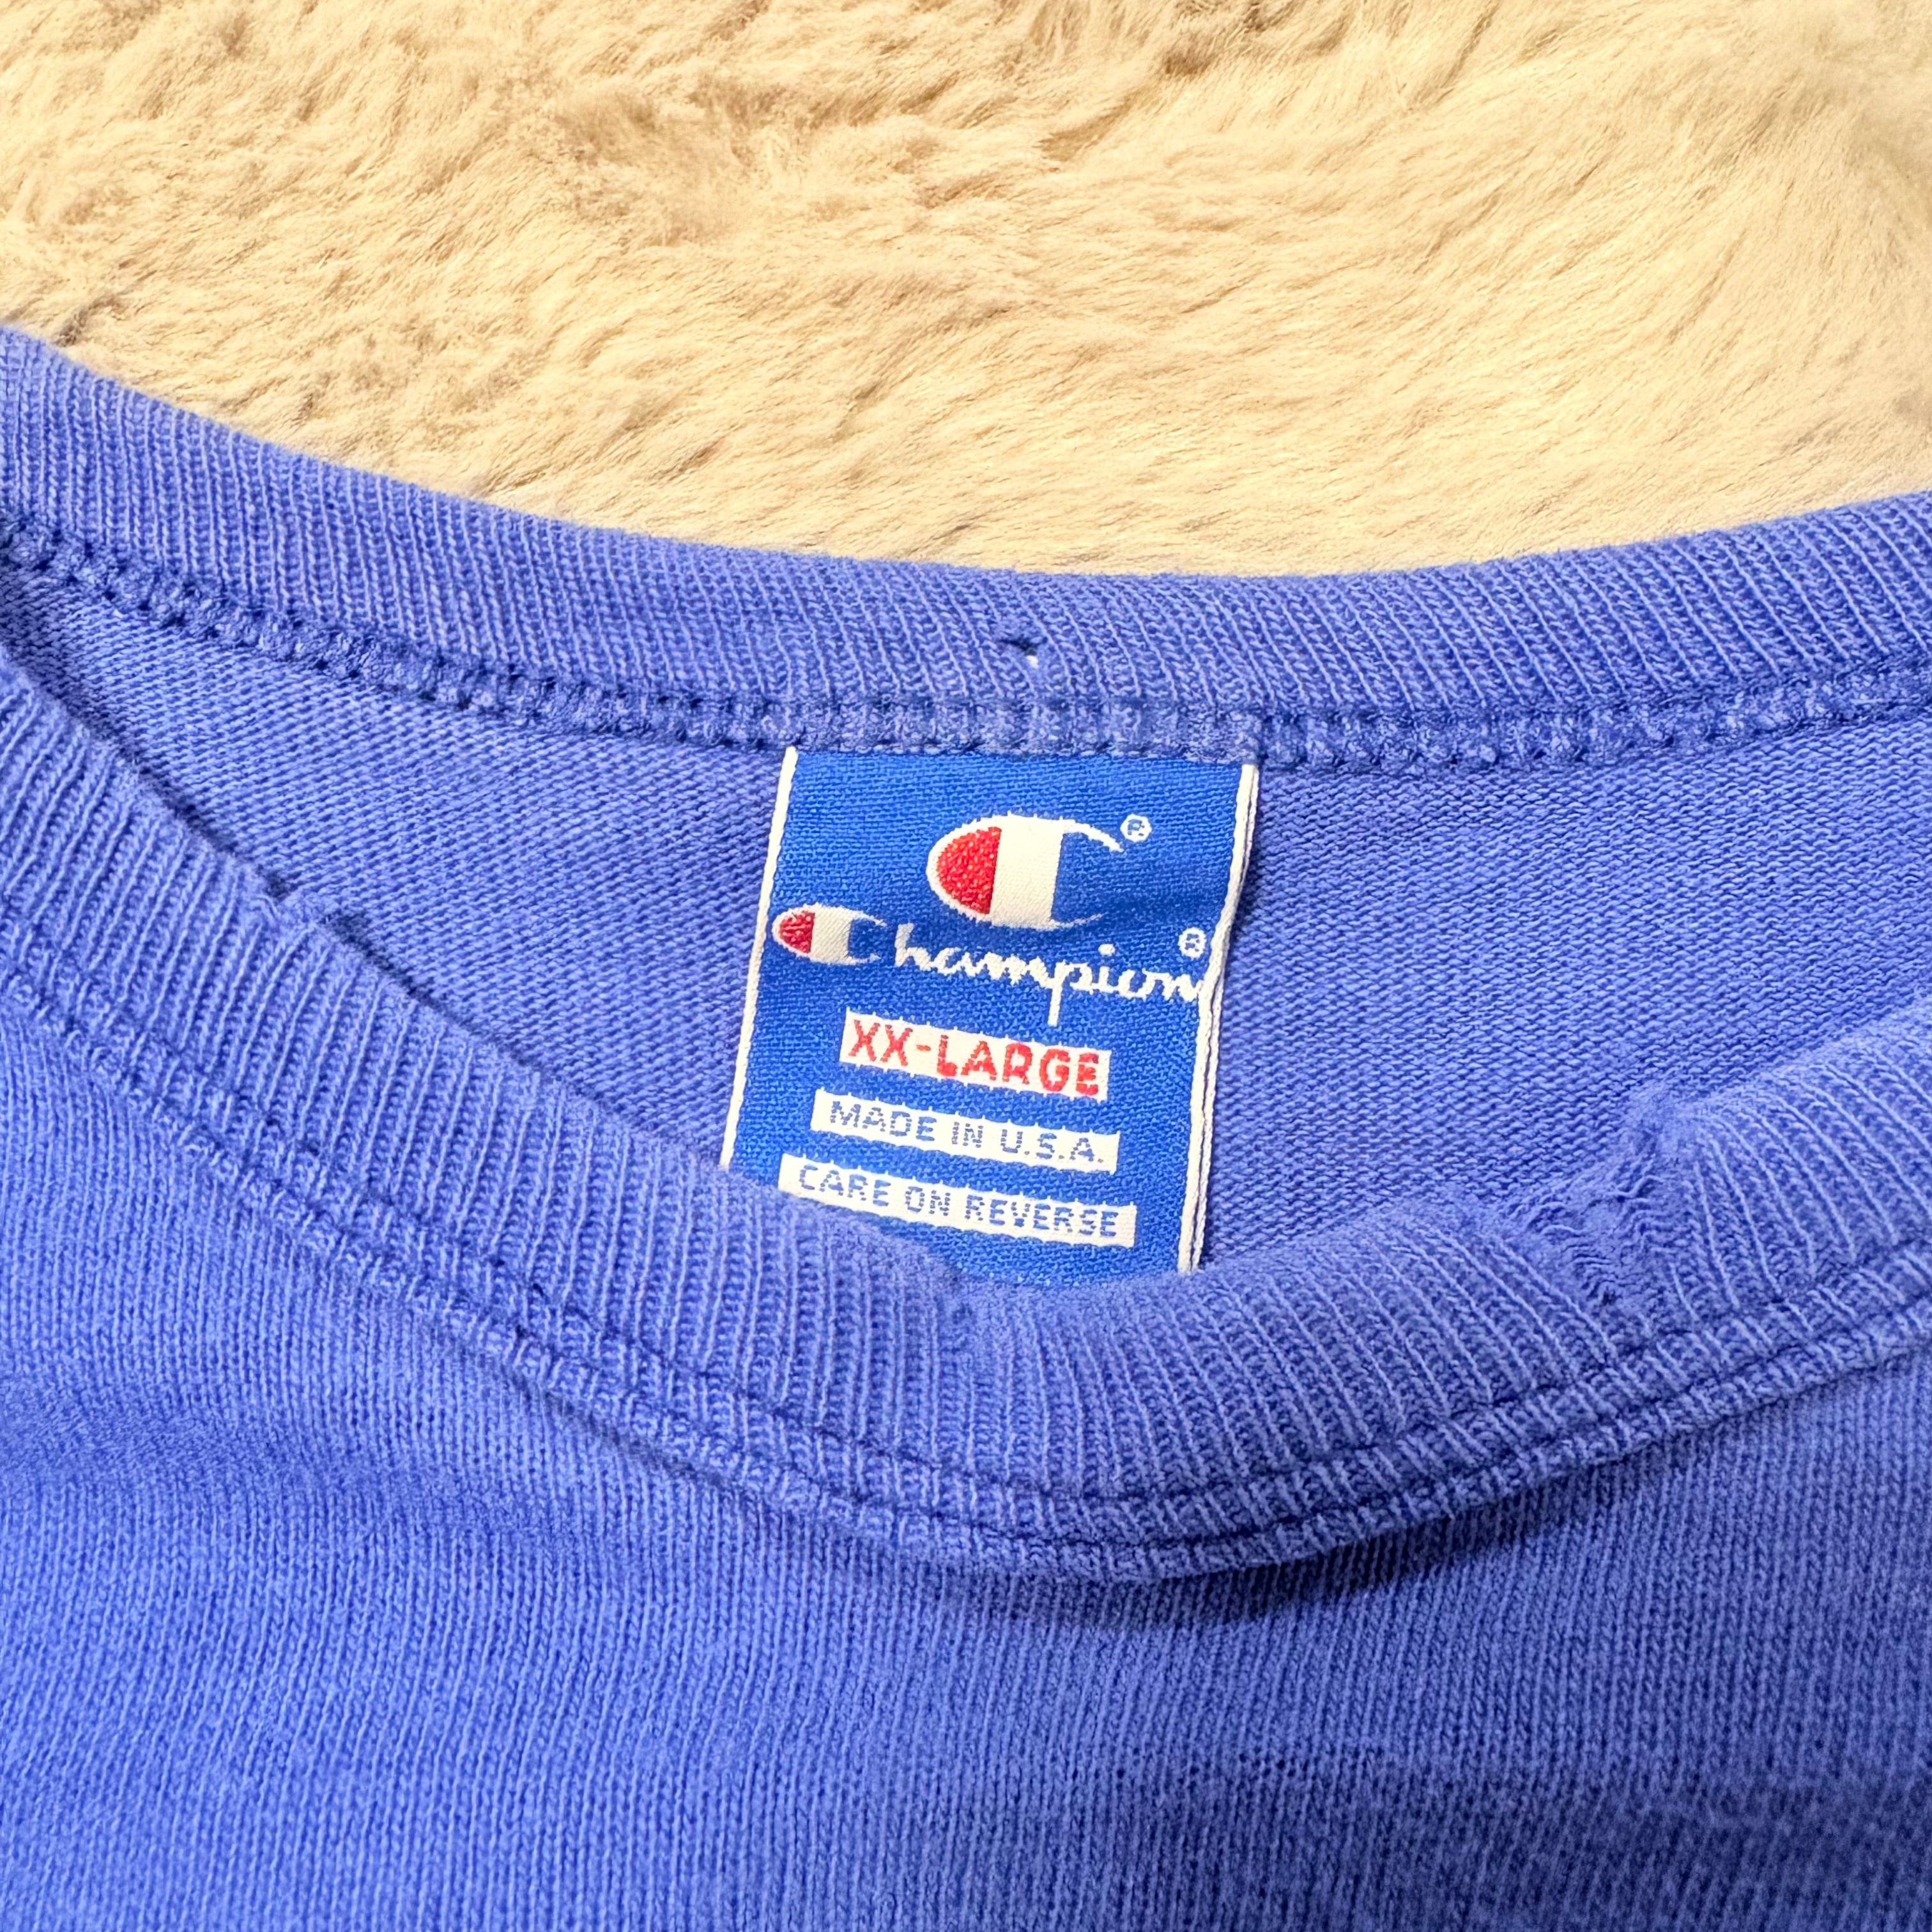 ®
Champion®
XX-LARGE
MADE IN U.S.A.
CARE ON REVERSE